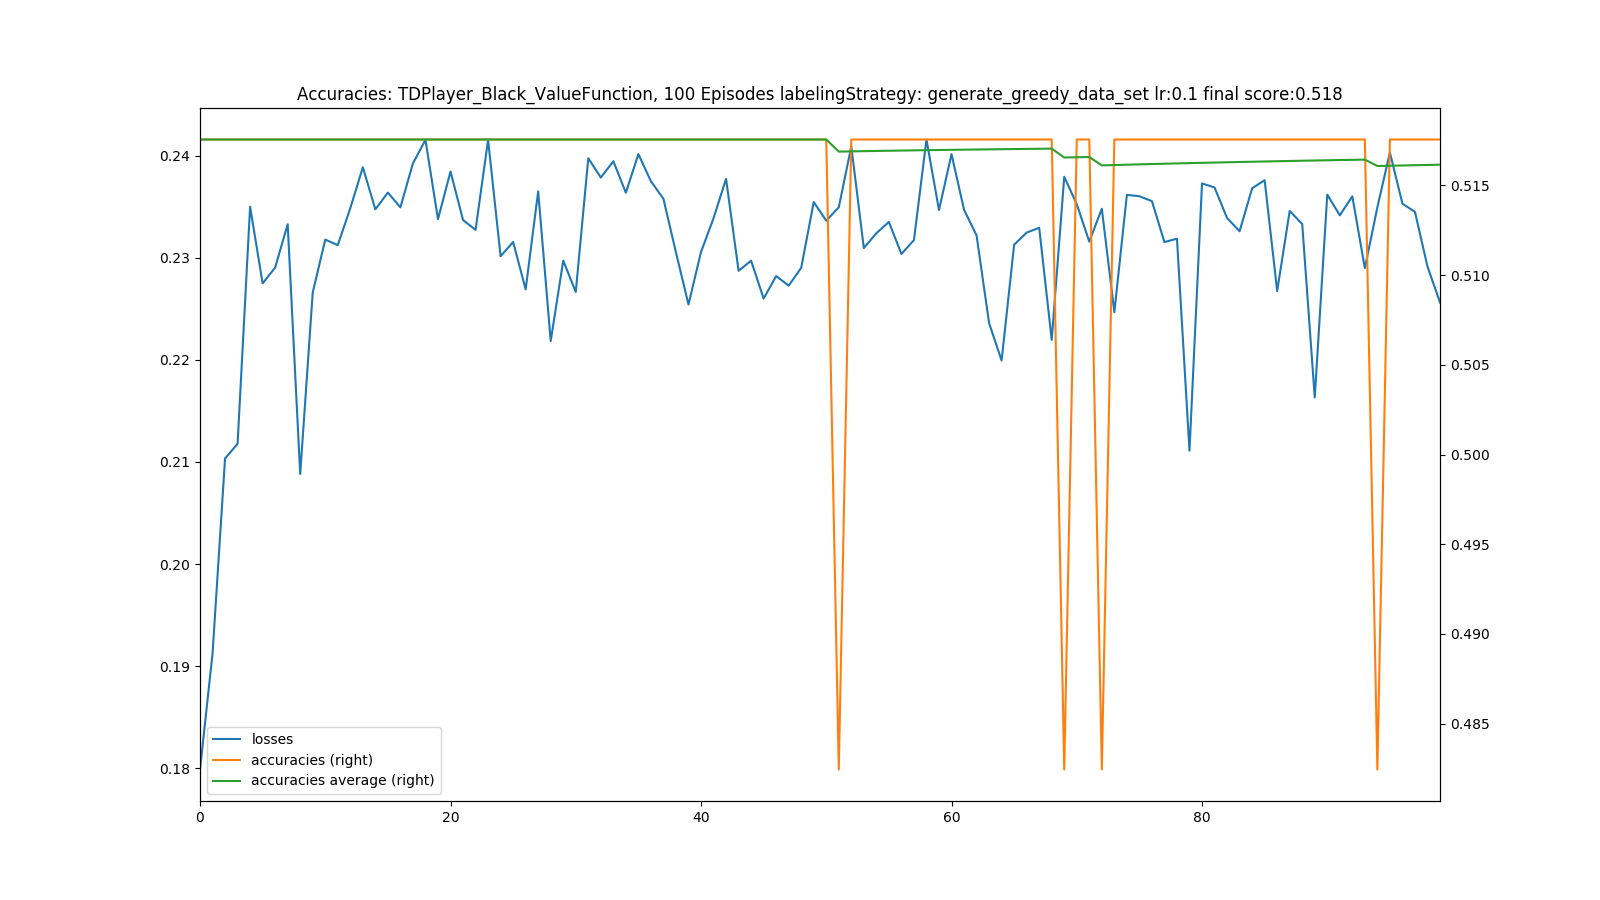 Accuracies: TDPlayer_Black_ValueFunction, 100 Episodes labelingStrategy: generate_greedy_data_set lr:0.1 final score:0.518
0.24
0.23
0.22
0.21
0.20
0.19
0.18
0.515
0.510
0.505
0.500
0.495
0.490
0.485
losses
accuracies (right)
accuracies average (right)
0 20 40 60 80